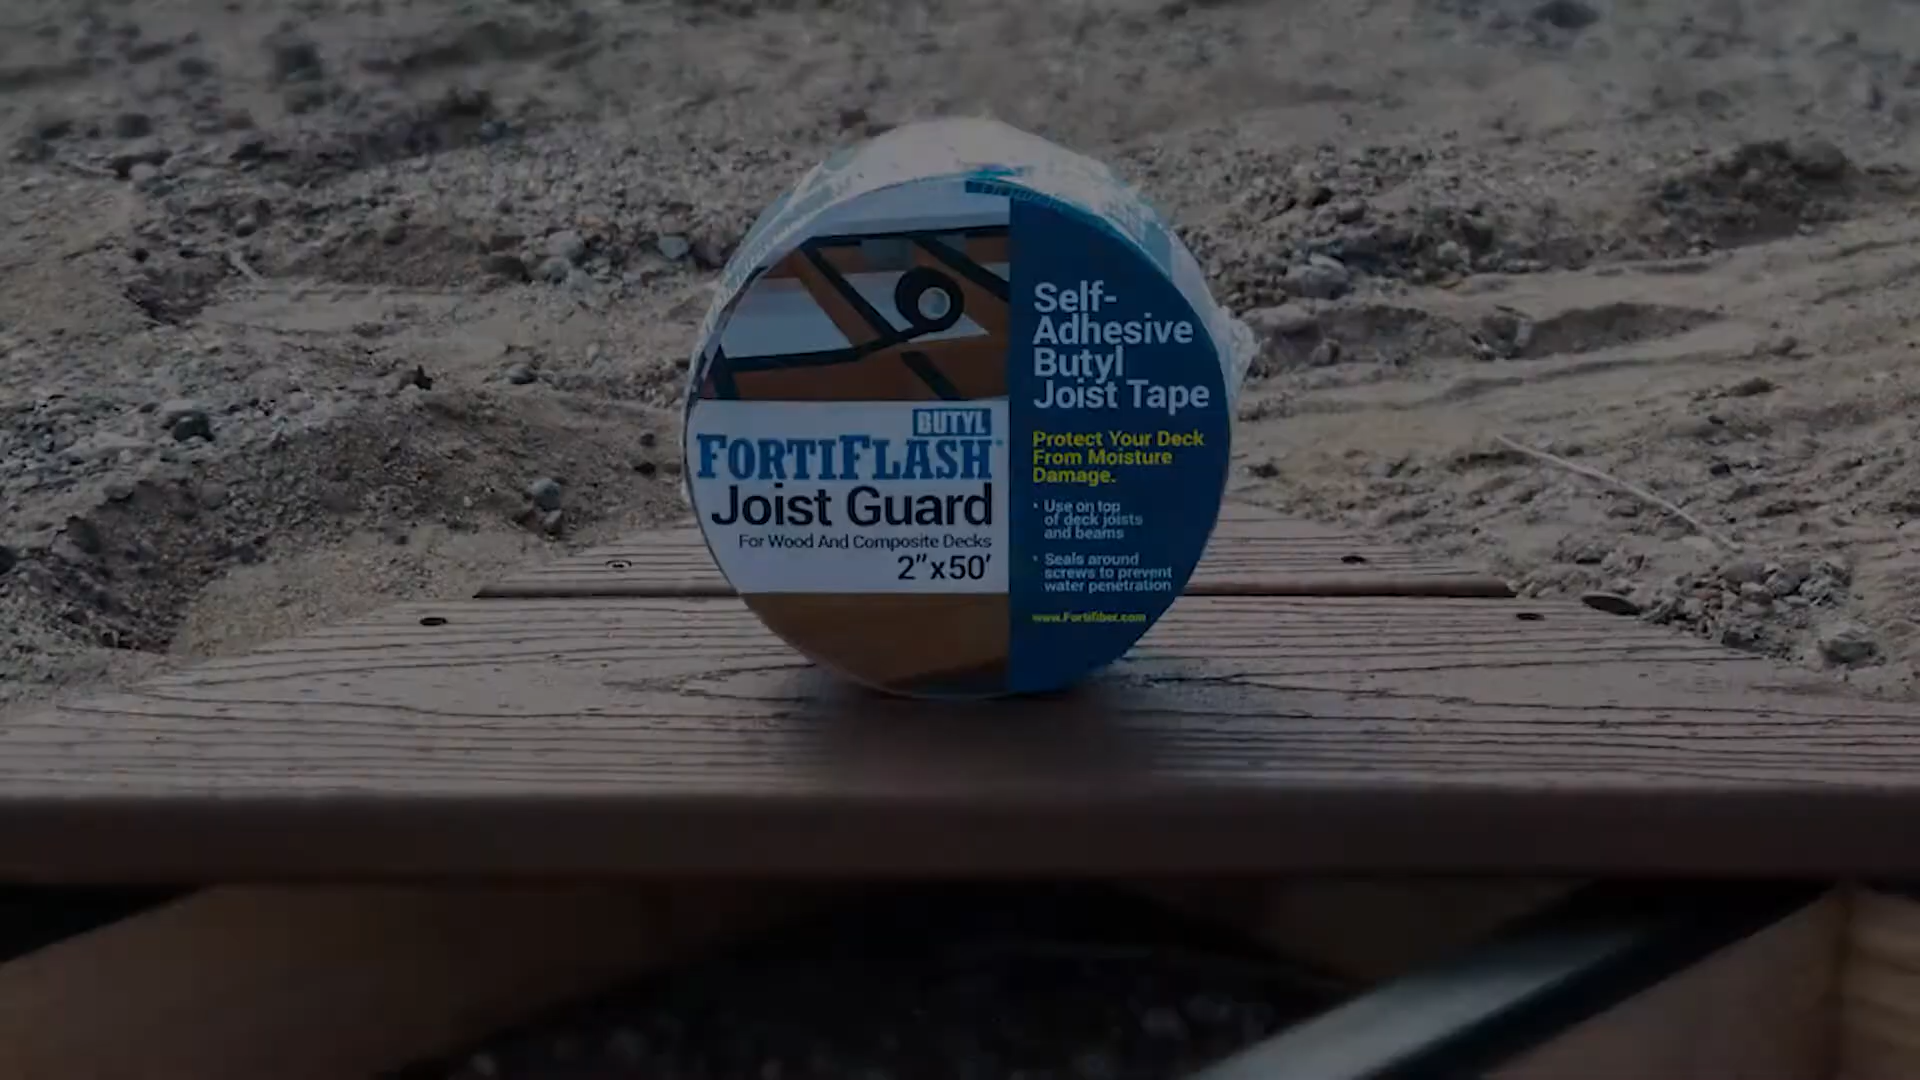 BUTYL
FORTIFLASH
Joist Guard
For Wood And Composite Decks
2”x50’
Self-
Adhesive
Butyl
Joist Tape
Protect Your Deck
From Moisture
Damage.
• Use on top
of deck joists
and beams
• Seals around
screws to prevent
water penetration
www.Fortifiber.com